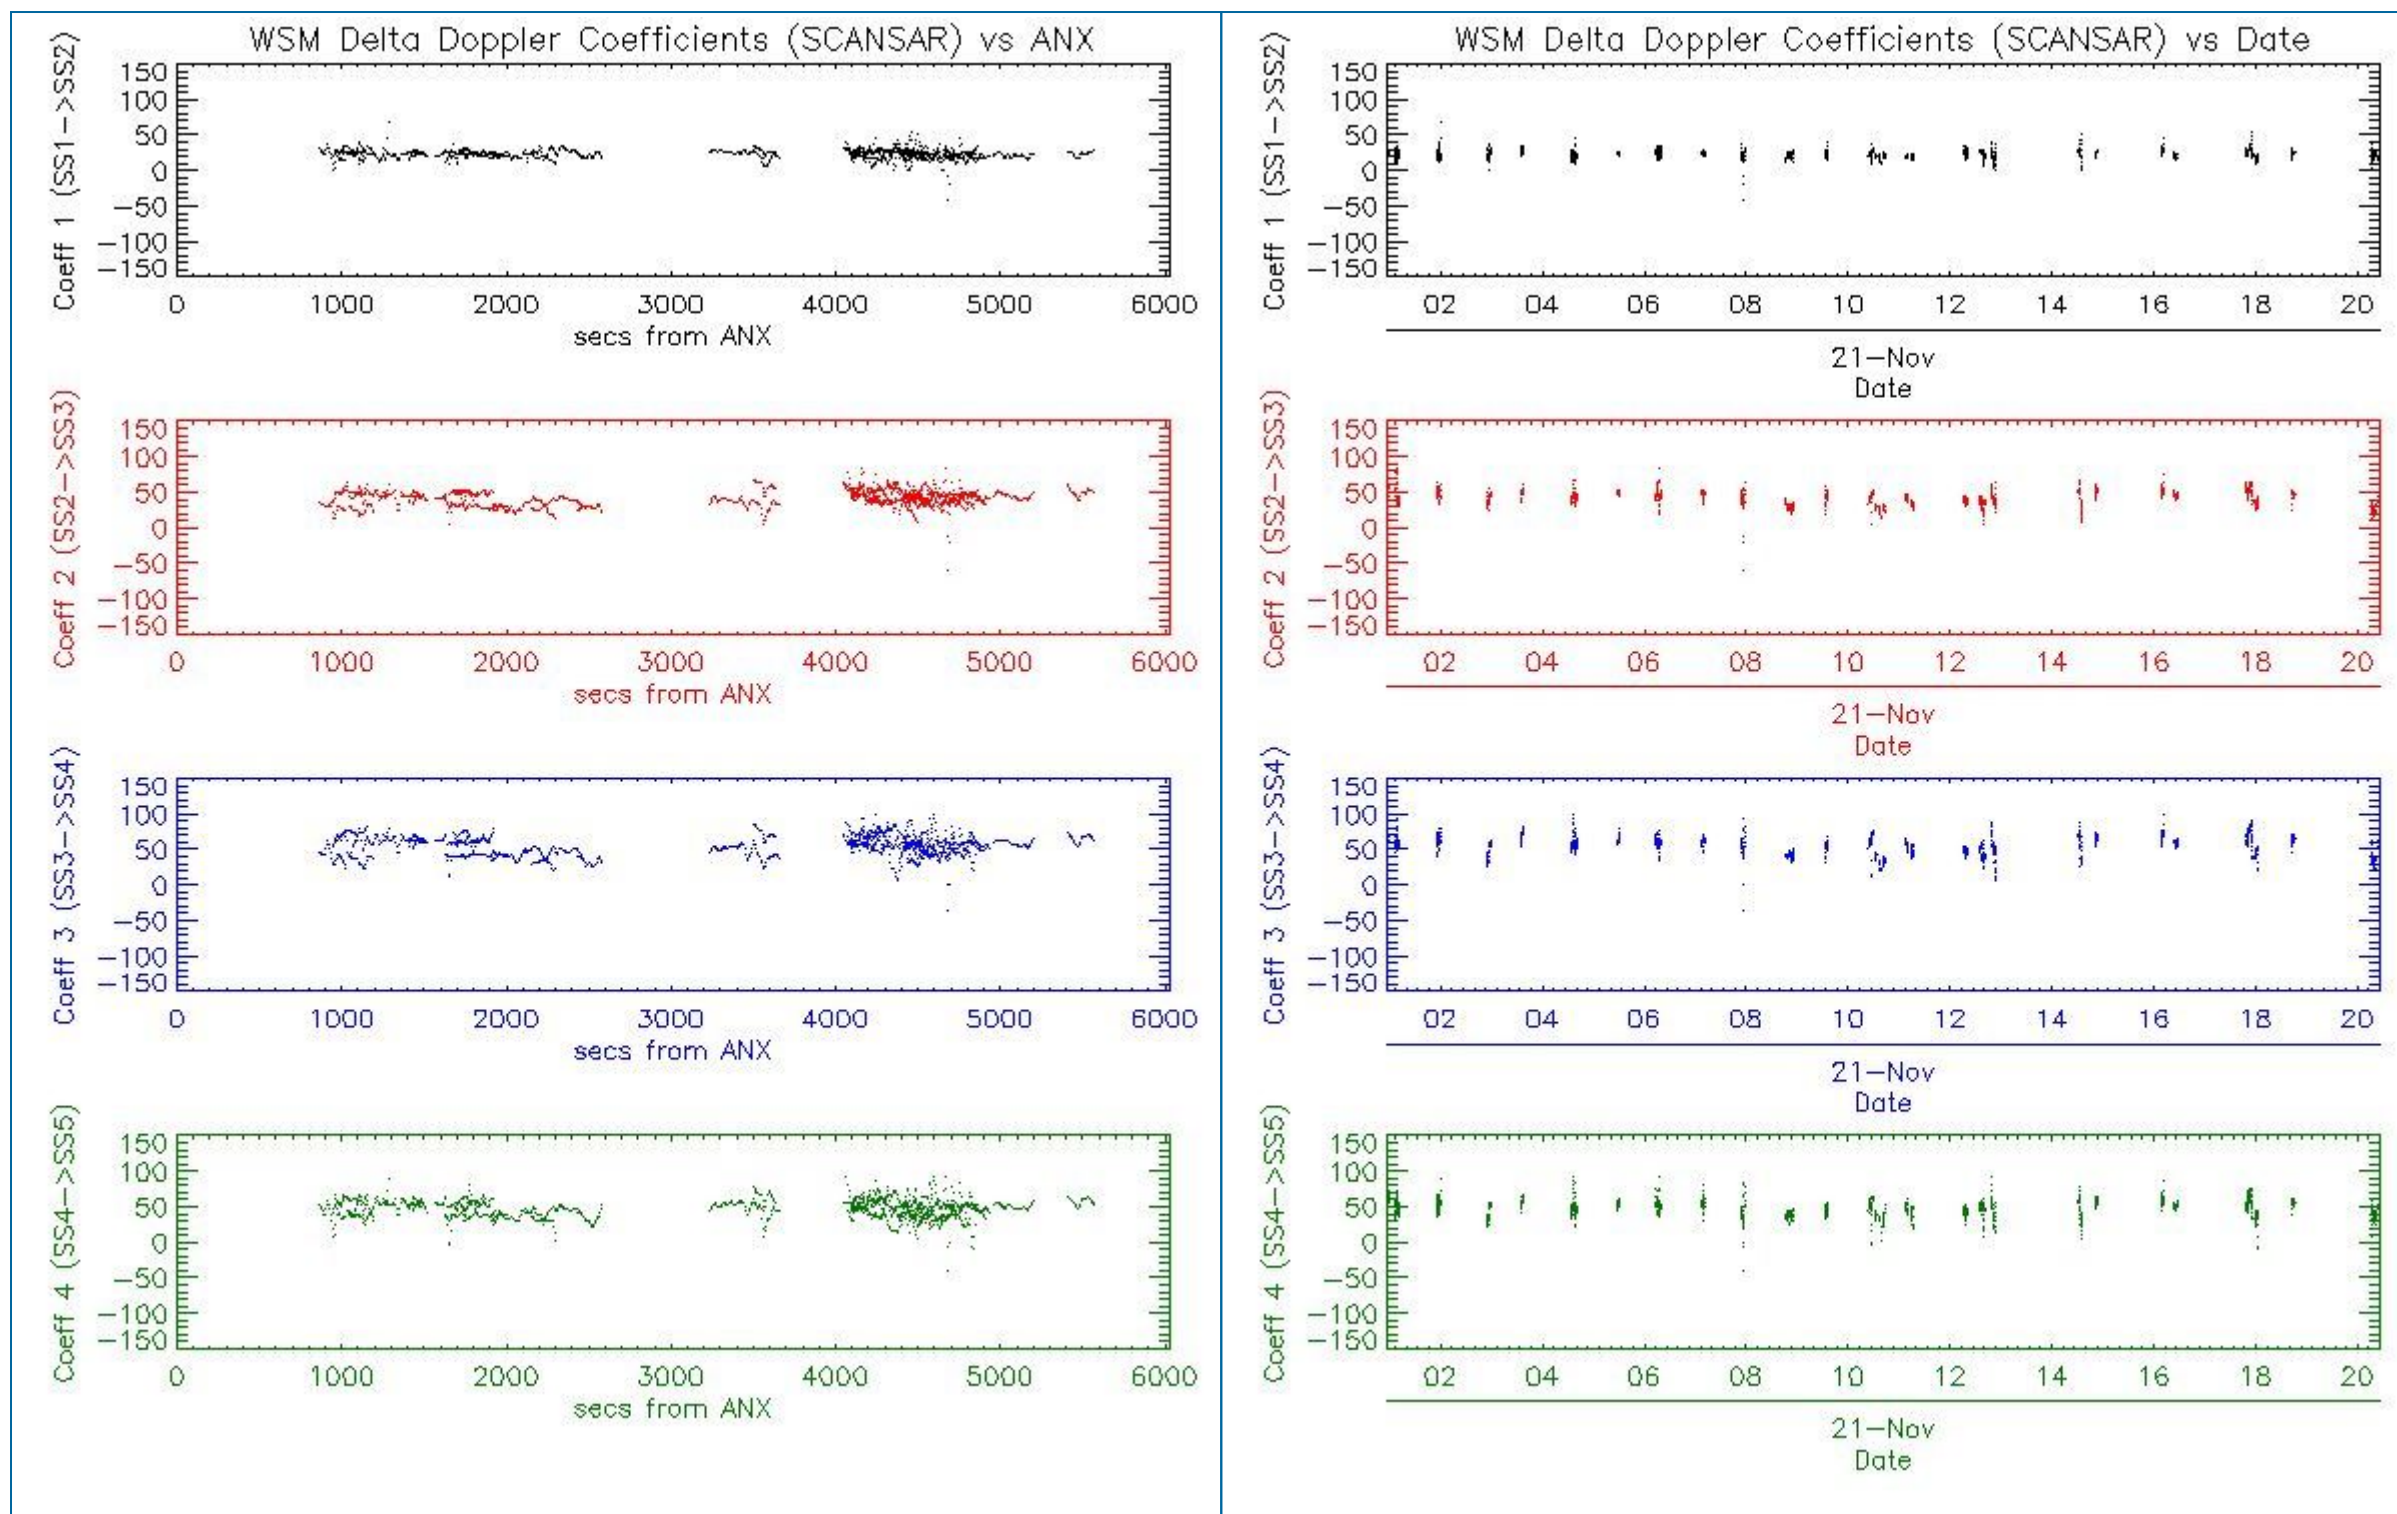 WSM Delta Doppler Coefficients (SCANSAR) vs ANX
Coeff 1 (SS1->SS2)
150
100
50
0
-50
-100
-150
0 1000 2000 3000 4000 5000 6000
secs from ANX
Coeff 2 (SS2->SS3)
150
100
50
0
-50
-100
-150
0 1000 2000 3000 4000 5000 6000
secs from ANX
Coeff 3 (SS3->SS4)
150
100
50
0
-50
-100
-150
0 1000 2000 3000 4000 5000 6000
secs from ANX
Coeff 4 (SS4->SS5)
150
100
50
0
-50
-100
-150
0 1000 2000 3000 4000 5000 6000
secs from ANX
WSM Delta Doppler Coefficients (SCANSAR) vs Date
Coeff 1 (SS1->SS2)
150
100
50
0
-50
-100
-150
02 04 06 08 10 12 14 16 18 20
21-Nov
Date
Coeff 2 (SS2->SS3)
150
100
50
0
-50
-100
-150
02 04 06 08 10 12 14 16 18 20
21-Nov
Date
Coeff 3 (SS3->SS4)
150
100
50
0
-50
-100
-150
02 04 06 08 10 12 14 16 18 20
21-Nov
Date
Coeff 4 (SS4->SS5)
150
100
50
0
-50
-100
-150
02 04 06 08 10 12 14 16 18 20
21-Nov
Date